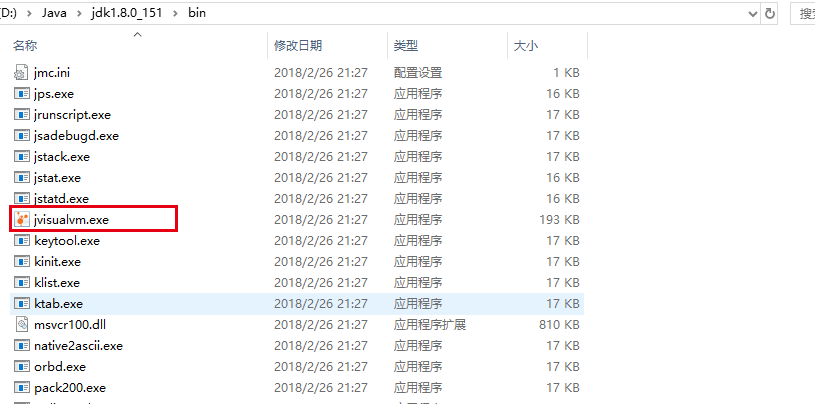 (D:) › Java › jdk1.8.0_151 › bin
名称 修改日期 类型 大小
jmc.ini 2018/2/26 21:27 配置设置 1 KB
jps.exe 2018/2/26 21:27 应用程序 16 KB
jrunscript.exe 2018/2/26 21:27 应用程序 17 KB
jsadebugd.exe 2018/2/26 21:27 应用程序 17 KB
jstack.exe 2018/2/26 21:27 应用程序 17 KB
jstat.exe 2018/2/26 21:27 应用程序 16 KB
jstatd.exe 2018/2/26 21:27 应用程序 16 KB
jvisualvm.exe 2018/2/26 21:27 应用程序 193 KB
keytool.exe 2018/2/26 21:27 应用程序 17 KB
kinit.exe 2018/2/26 21:27 应用程序 17 KB
klist.exe 2018/2/26 21:27 应用程序 17 KB
ktab.exe 2018/2/26 21:27 应用程序 17 KB
msvcr100.dll 2018/2/26 21:27 应用程序扩展 810 KB
native2ascii.exe 2018/2/26 21:27 应用程序 17 KB
orbd.exe 2018/2/26 21:27 应用程序 17 KB
pack200.exe 2018/2/26 21:27 应用程序 17 KB